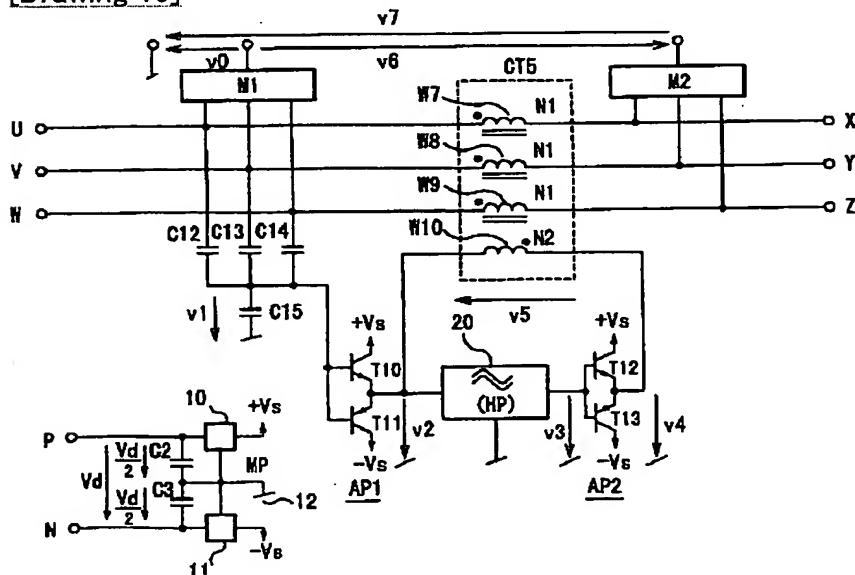 [Drawing 10]
v7
v0
v6
CT5
M1
M2
W7
N1
U
X
W8
N1
V
Y
W9
N1
W
Z
W10
N2
C12
C13
C14
v1
C15
v5
+Vs
20
+Vs
T10
T12
(HP)
T11
T13
v2
v3
v4
-Vs
-Vs
AP1
AP2
10
+Vs
P
C2
Vd/2
MP
Vd
12
Vd/2
C3
N
-Vs
11